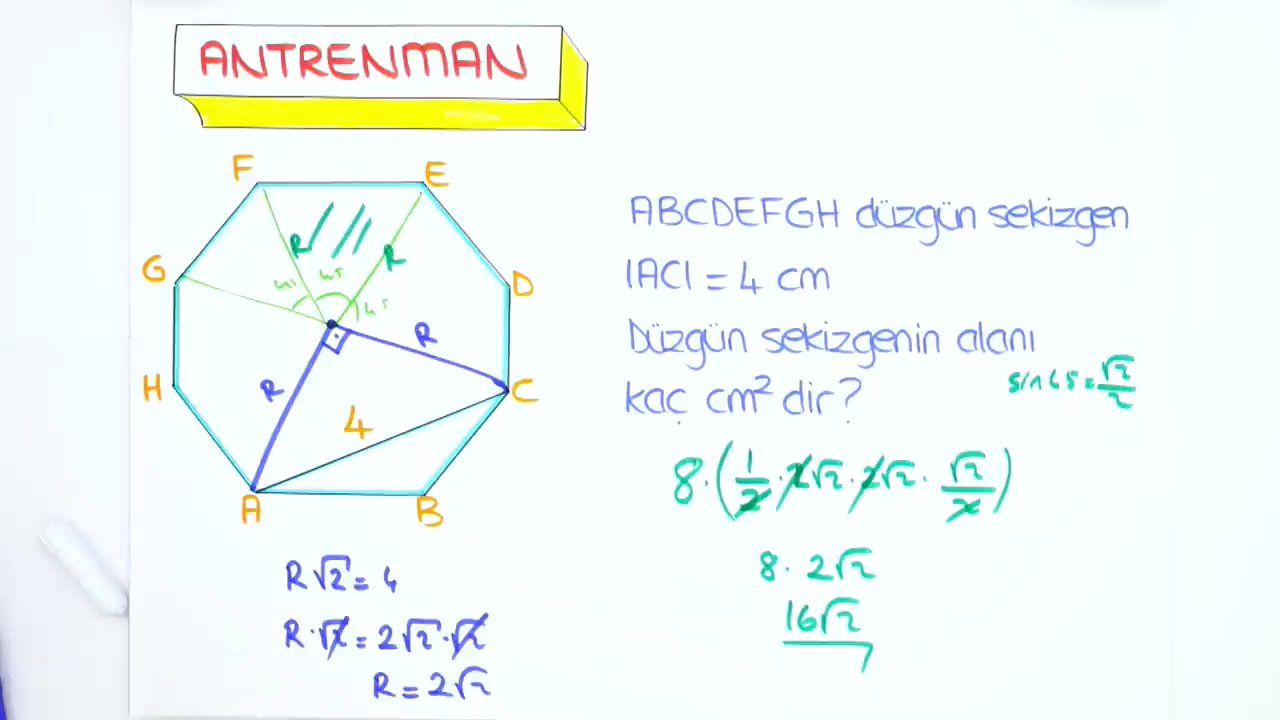 ANTRENMAN
F E
G D
H C
A B
R R
45 45 45
R
R
4
ABCDEFGH düzgün sekizgen
|AC| = 4 cm
Düzgün sekizgenin alanı
kaç cm² dir?
sin45 = √2/2
8·(1/2·2√2·2√2·√2/2)
8·2√2
16√2
R√2 = 4
R·√2 = 2√2·√2
R = 2√2